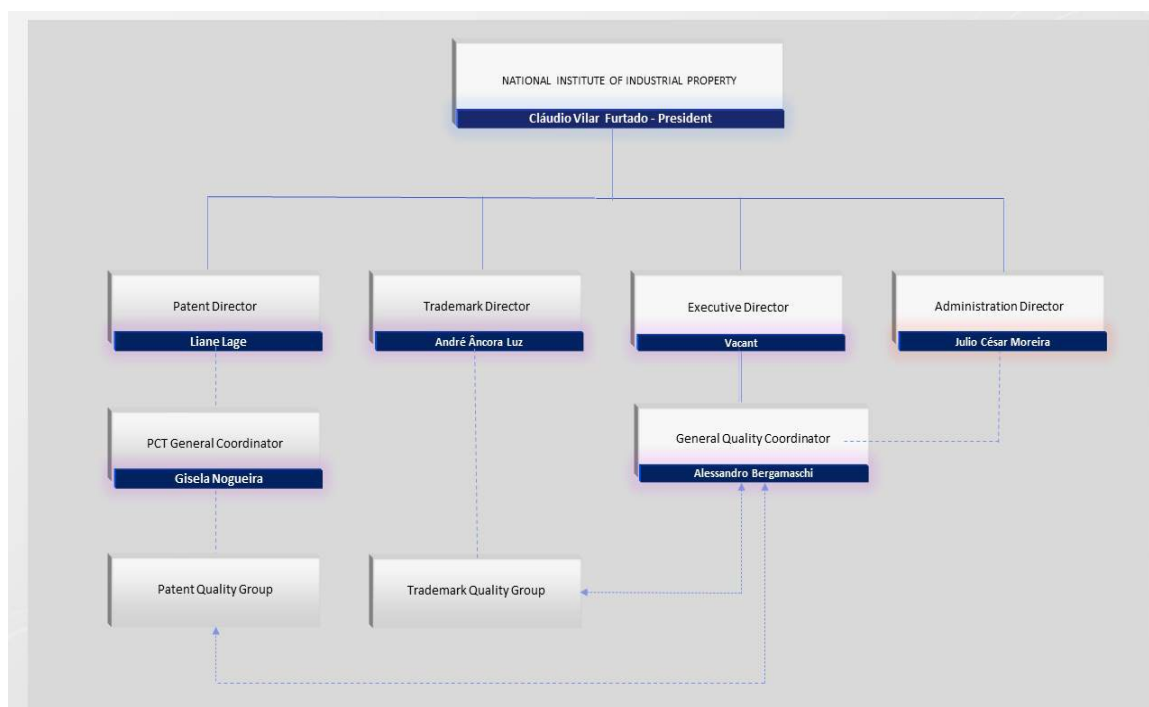 NATIONAL INSTITUTE OF INDUSTRIAL PROPERTY
Cláudio Vilar Furtado - President
Patent Director
Liane Lage
Trademark Director
André Âncora Luz
Executive Director
Vacant
Administration Director
Julio César Moreira
PCT General Coordinator
Gisela Nogueira
General Quality Coordinator
Alessandro Bergamaschi
Patent Quality Group
Trademark Quality Group